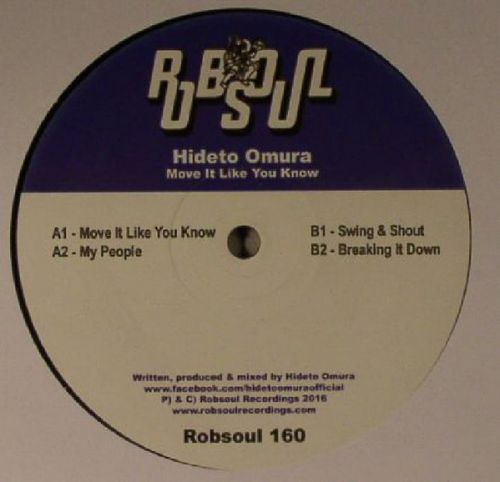 ROBSOUL
Hideto Omura
Move It Like You Know
A1 - Move It Like You Know
A2 - My People
B1 - Swing & Shout
B2 - Breaking It Down
Written, produced & mixed by Hideto Omura
www.facebook.com/hidetoomuraofficial
P) & C) Robsoul Recordings 2016
www.robsoulrecordings.com
Robsoul 160